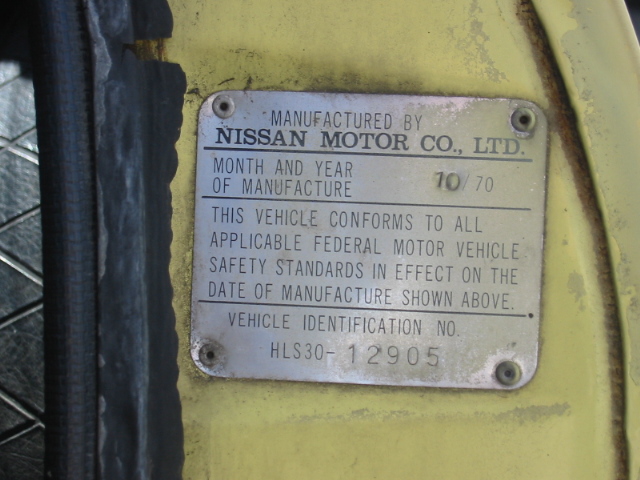 MANUFACTURED BY
NISSAN MOTOR CO., LTD.
MONTH AND YEAR
OF MANUFACTURE 10/70
THIS VEHICLE CONFORMS TO ALL
APPLICABLE FEDERAL MOTOR VEHICLE
SAFETY STANDARDS IN EFFECT ON THE
DATE OF MANUFACTURE SHOWN ABOVE.
VEHICLE IDENTIFICATION NO.
HLS30-12905